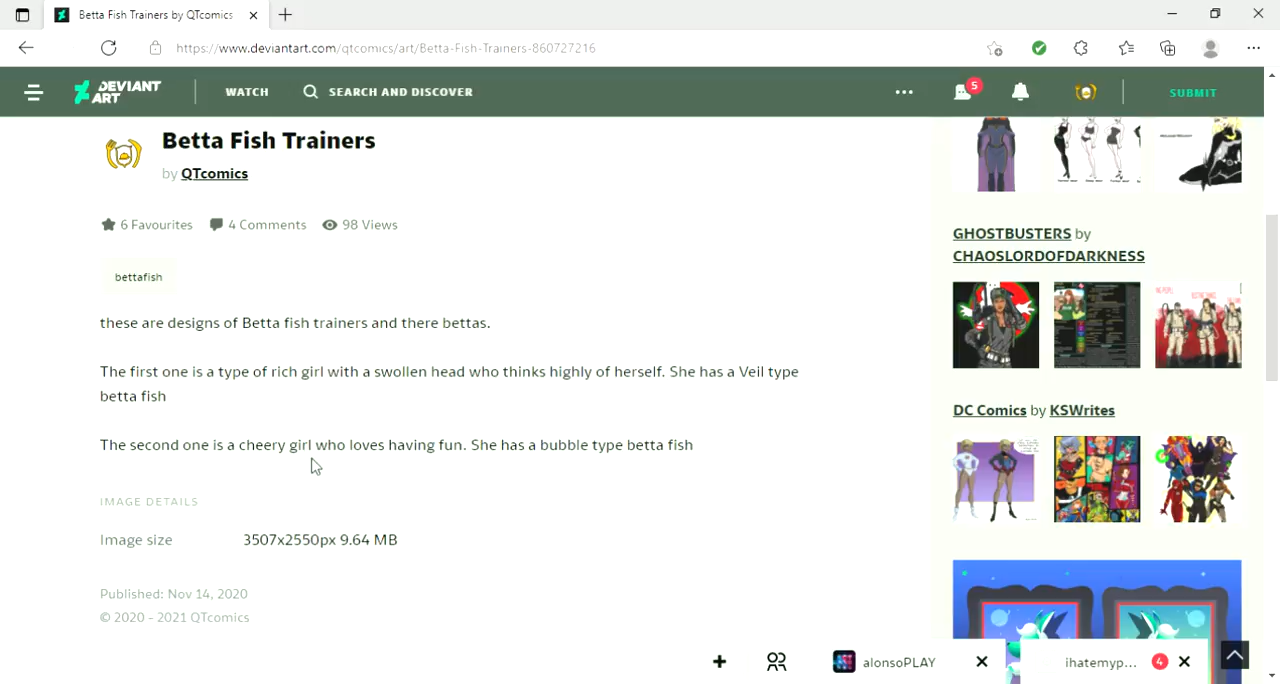 Betta Fish Trainers by QTcomics
https://www.deviantart.com/qtcomics/art/Betta-Fish-Trainers-860727216
DEVIANT
ART
WATCH
SEARCH AND DISCOVER
5
SUBMIT
Betta Fish Trainers
by QTcomics
6 Favourites
4 Comments
98 Views
bettafish
these are designs of Betta fish trainers and there bettas.
The first one is a type of rich girl with a swollen head who thinks highly of herself. She has a Veil type
betta fish
The second one is a cheery girl who loves having fun. She has a bubble type betta fish
IMAGE DETAILS
Image size 3507x2550px 9.64 MB
Published: Nov 14, 2020
© 2020 - 2021 QTcomics
GHOSTBUSTERS by
CHAOSLORDOFDARKNESS
DC Comics by KSWrites
alonsoPLAY
ihatemyp...
4